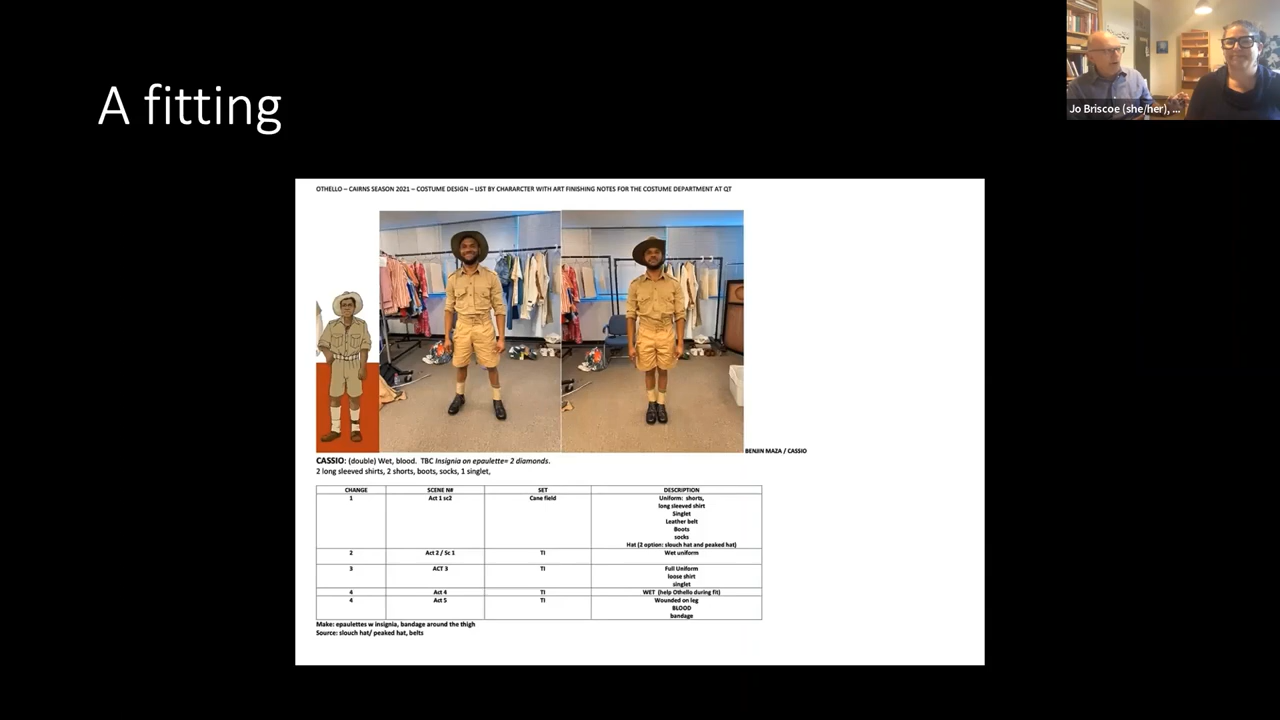 A fitting
Jo Briscoe (she/her), ...
OTHELLO – CAIRNS SEASON 2021 – COSTUME DESIGN – LIST BY CHARARCTER WITH ART FINISHING NOTES FOR THE COSTUME DEPARTMENT AT QT
BENJIN MAZA / CASSIO
CASSIO: (double) Wet, blood. TBC Insignia on epaulette= 2 diamonds.
2 long sleeved shirts, 2 shorts, boots, socks, 1 singlet,
CHANGE SCENE N# SET DESCRIPTION
1 Act 1 sc2 Cane field Uniform: shorts,
long sleeved shirt
Singlet
Leather belt
Boots
socks
Hat (2 option: slouch hat and peaked hat)
2 Act 2 / Sc 1 TI Wet uniform
3 ACT 3 TI Full Uniform
loose shirt
singlet
4 Act 4 TI WET (help Othello during fit)
4 Act 5 TI Wounded on leg
BLOOD
bandage
Make: epaulettes w insignia, bandage around the thigh
Source: slouch hat/ peaked hat, belts